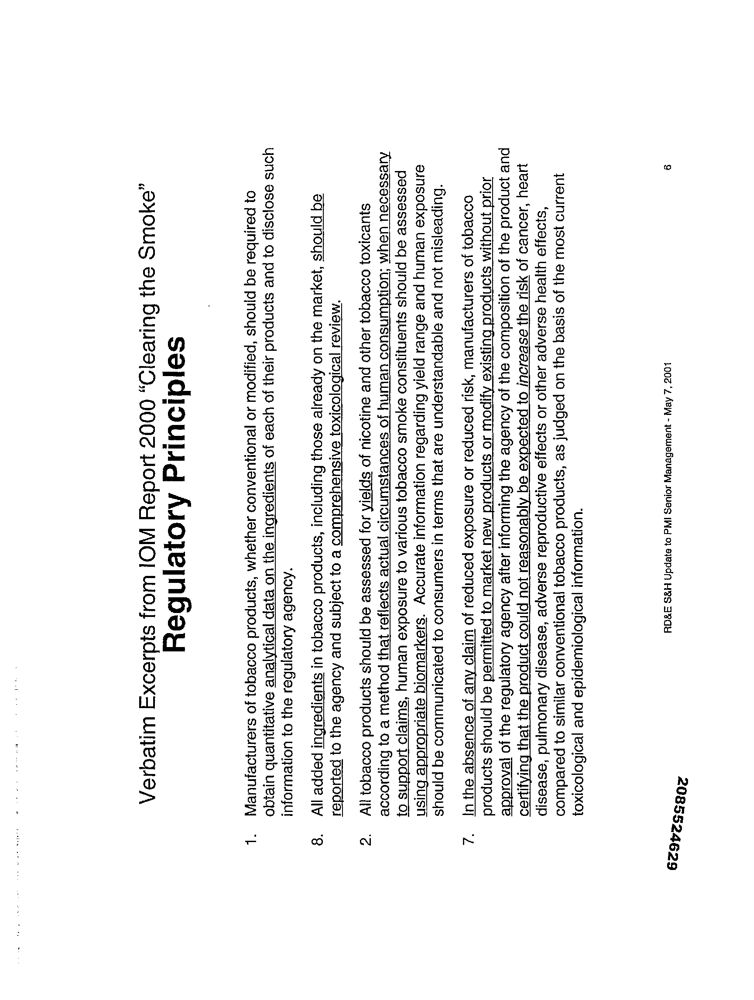 Verbatim Excerpts from IOM Report 2000 “Clearing the Smoke”
Regulatory Principles
1. Manufacturers of tobacco products, whether conventional or modified, should be required to
obtain quantitative analytical data on the ingredients of each of their products and to disclose such
information to the regulatory agency.
8. All added ingredients in tobacco products, including those already on the market, should be
reported to the agency and subject to a comprehensive toxicological review.
2. All tobacco products should be assessed for yields of nicotine and other tobacco toxicants
according to a method that reflects actual circumstances of human consumption; when necessary
to support claims, human exposure to various tobacco smoke constituents should be assessed
using appropriate biomarkers. Accurate information regarding yield range and human exposure
should be communicated to consumers in terms that are understandable and not misleading.
7. In the absence of any claim of reduced exposure or reduced risk, manufacturers of tobacco
products should be permitted to market new products or modify existing products without prior
approval of the regulatory agency after informing the agency of the composition of the product and
certifying that the product could not reasonably be expected to increase the risk of cancer, heart
disease, pulmonary disease, adverse reproductive effects or other adverse health effects,
compared to similar conventional tobacco products, as judged on the basis of the most current
toxicological and epidemiological information.
RD&E S&H Update to PMI Senior Management - May 7, 2001
6
2085524629